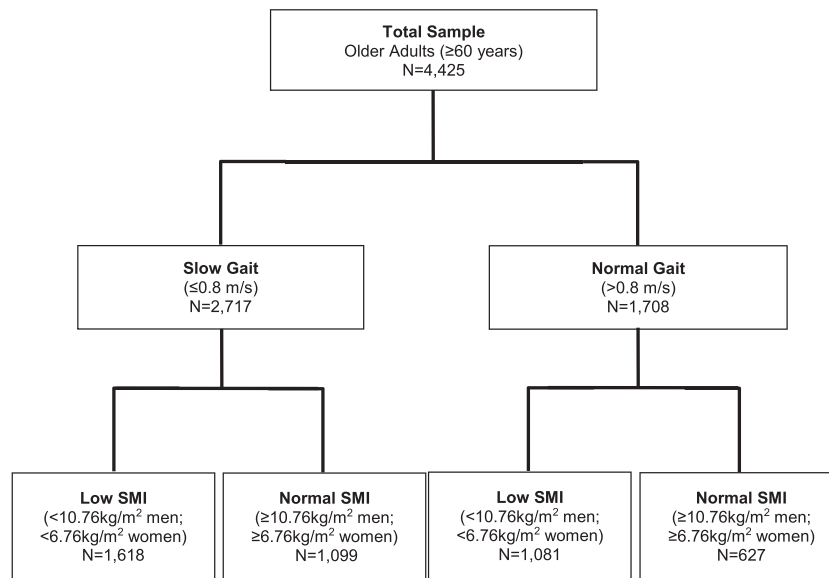 Total Sample
Older Adults (≥60 years)
N=4,425
Slow Gait
(≤0.8 m/s)
N=2,717
Normal Gait
(>0.8 m/s)
N=1,708
Low SMI
(<10.76kg/m² men;
<6.76kg/m² women)
N=1,618
Normal SMI
(≥10.76kg/m² men;
≥6.76kg/m² women)
N=1,099
Low SMI
(<10.76kg/m² men;
<6.76kg/m² women)
N=1,081
Normal SMI
(≥10.76kg/m² men;
≥6.76kg/m² women)
N=627